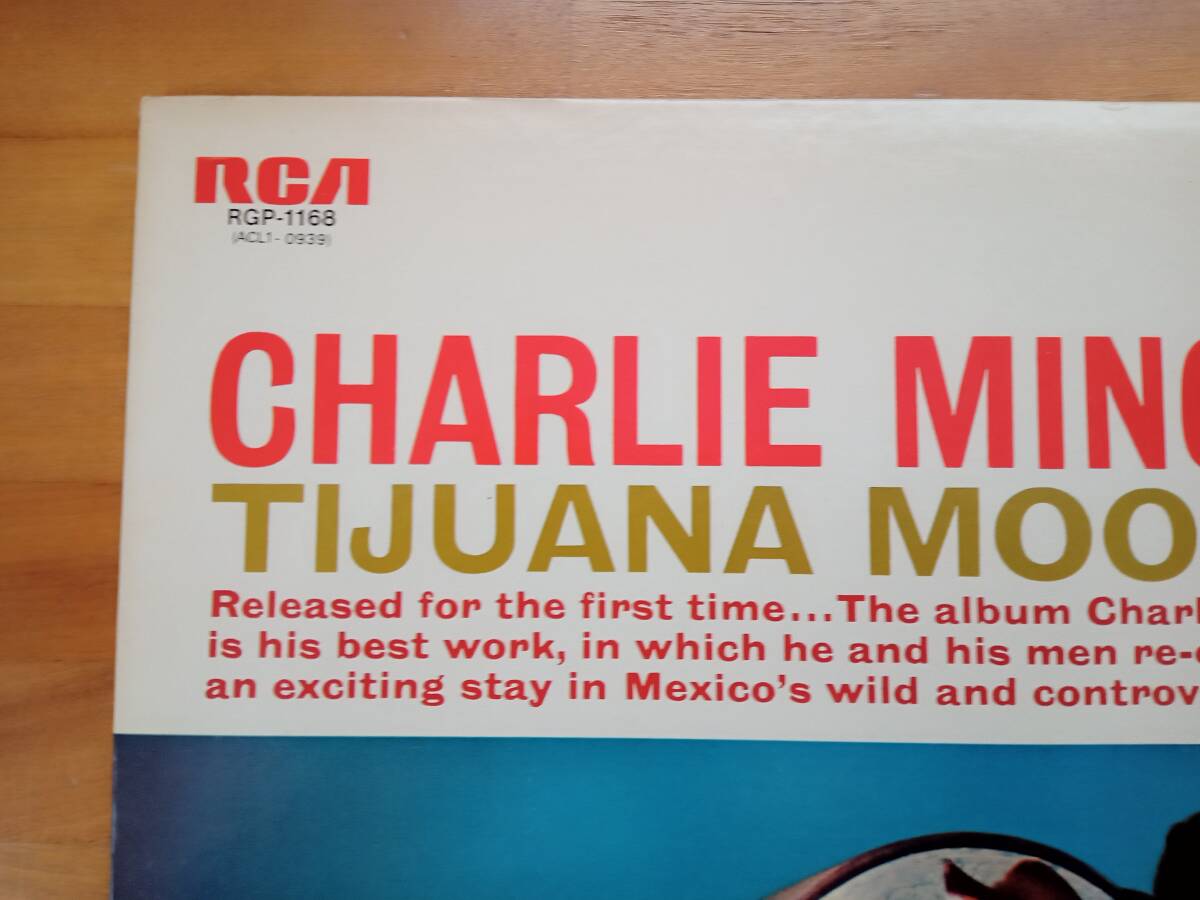 RCA
RGP-1168
(ACL1-0939)
CHARLIE MING
TIJUANA MOO
Released for the first time...The album Charl
is his best work, in which he and his men re-c
an exciting stay in Mexico's wild and controv